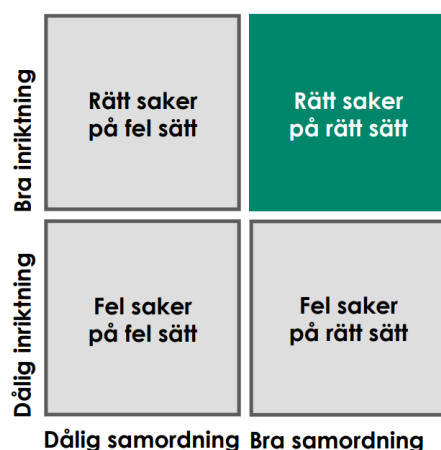 Bra inriktning
Rätt saker
på fel sätt
Rätt saker
på rätt sätt
Dålig inriktning
Fel saker
på fel sätt
Fel saker
på rätt sätt
Dålig samordning
Bra samordning